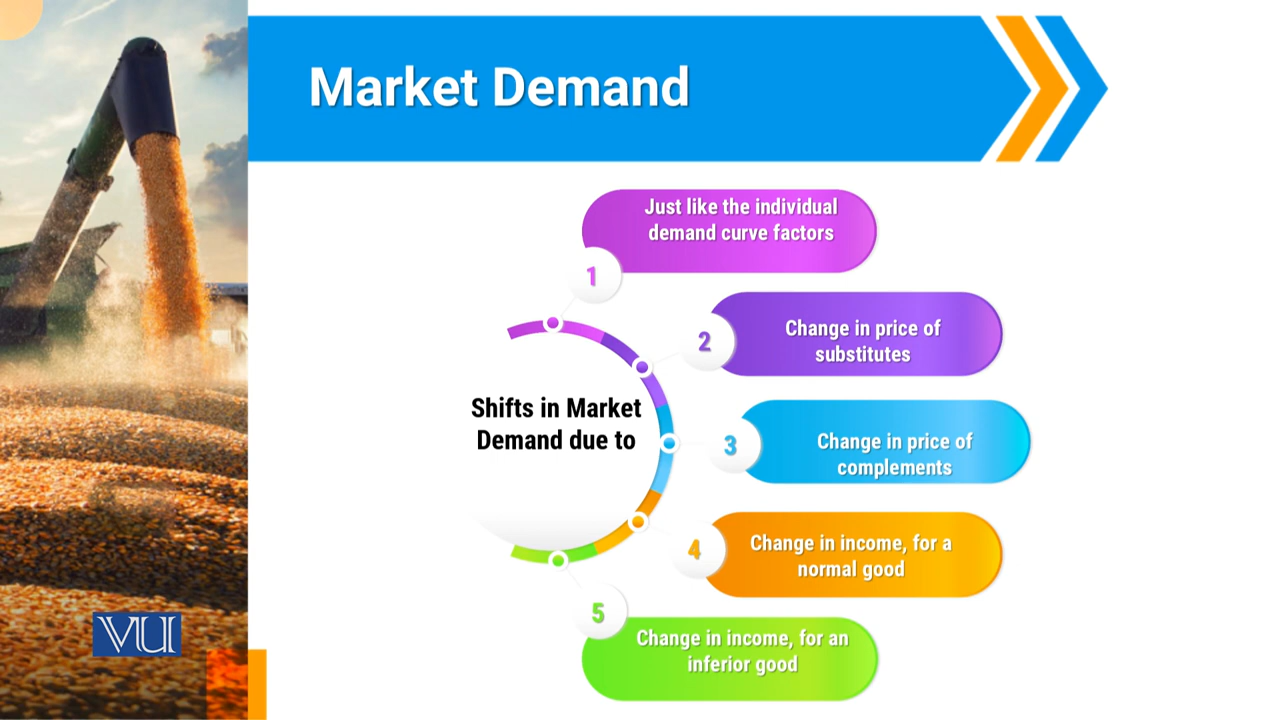 Market Demand
Just like the individual
demand curve factors
1
2
Change in price of
substitutes
Shifts in Market
Demand due to
3
Change in price of
complements
4
Change in income, for a
normal good
5
Change in income, for an
inferior good
VU